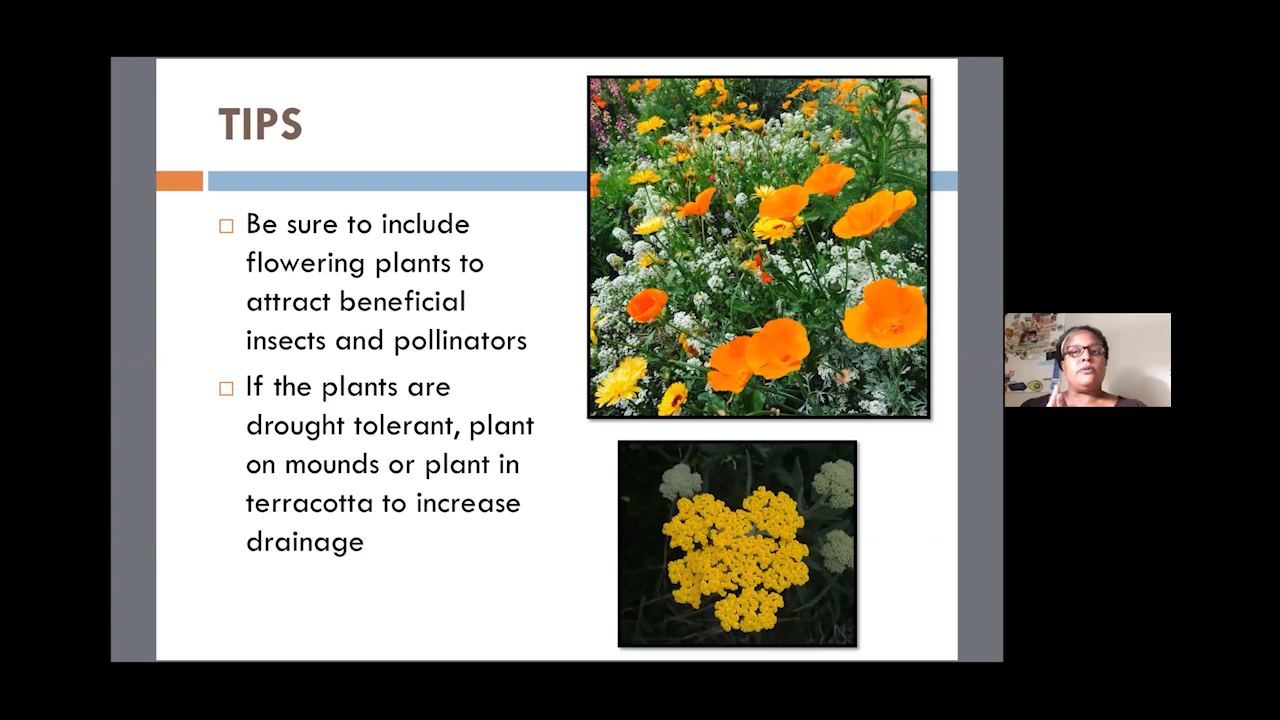 TIPS
Be sure to include
flowering plants to
attract beneficial
insects and pollinators
If the plants are
drought tolerant, plant
on mounds or plant in
terracotta to increase
drainage